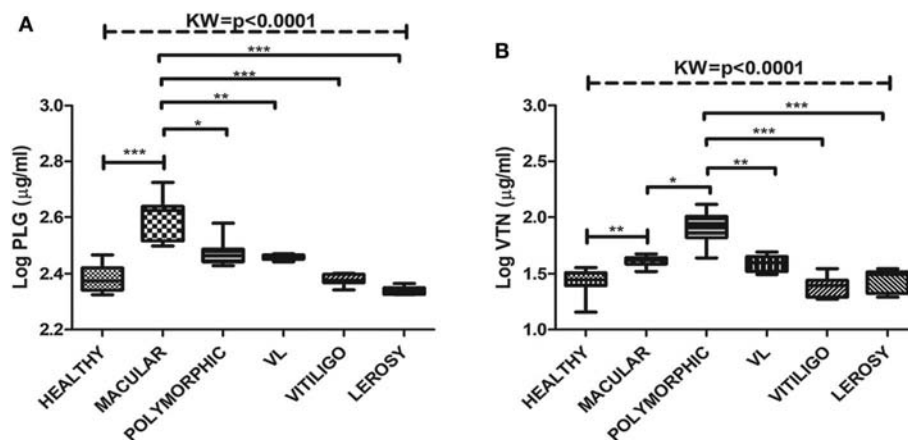 A
KW=p<0.0001
***
***
**
*
***
Log PLG (µg/ml)
3.0
2.8
2.6
2.4
2.2
HEALTHY
MACULAR
POLYMORPHIC
VL
VITILIGO
LEROSY
B
KW=p<0.0001
***
***
**
*
**
Log VTN (µg/ml)
3.0
2.5
2.0
1.5
1.0
HEALTHY
MACULAR
POLYMORPHIC
VL
VITILIGO
LEROSY